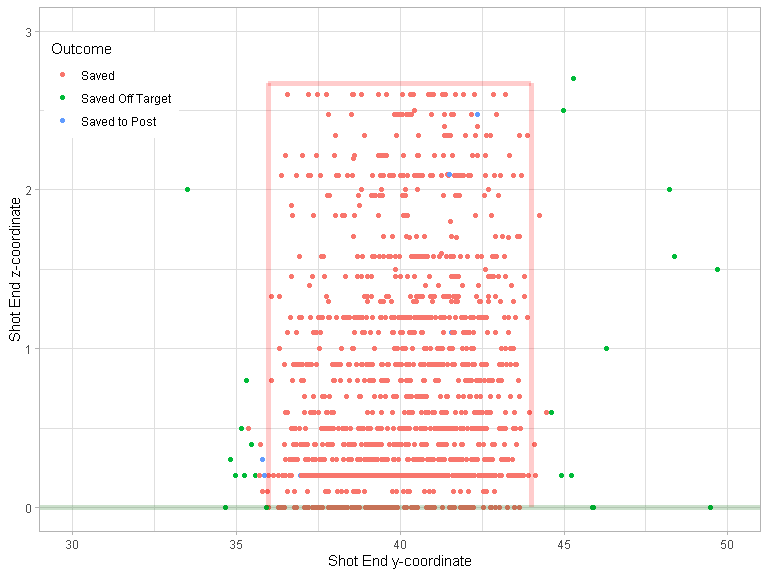 3
2
1
0
Shot End z-coordinate
Outcome
Saved
Saved Off Target
Saved to Post
30
35
40
45
50
Shot End y-coordinate